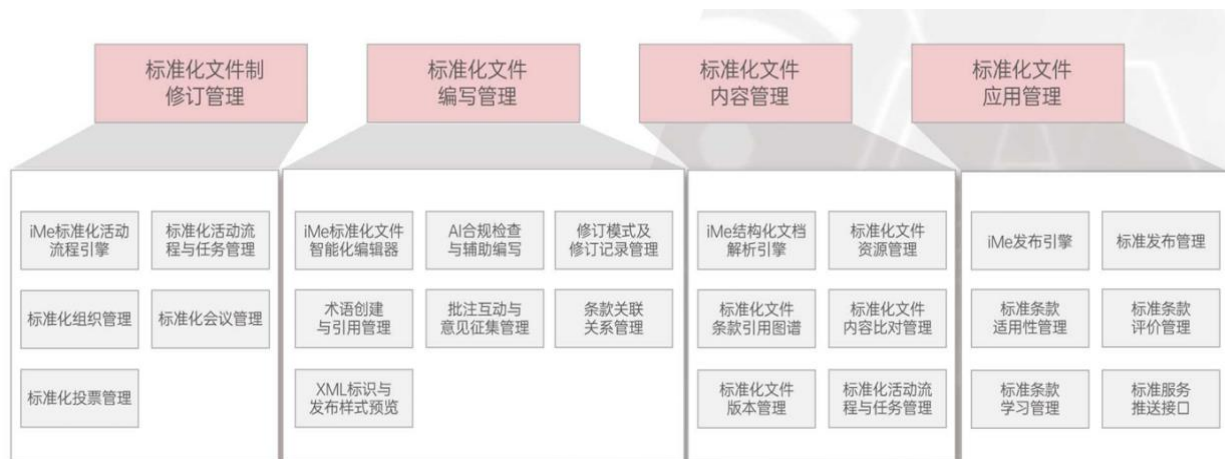 标准化文件制
修订管理
标准化文件
编写管理
标准化文件
内容管理
标准化文件
应用管理
iMe标准化活动
流程引擎
标准化活动流
程与任务管理
标准化组织管理
标准化会议管理
标准化投票管理
iMe标准化文件
智能化编辑器
AI合规检查
与辅助编写
修订模式及
修订记录管理
术语创建
与引用管理
批注互动与
意见征集管理
条款关联
关系管理
XML标识与
发布样式预览
iMe结构化文档
解析引擎
标准化文件
资源管理
标准化文件
条款引用图谱
标准化文件
内容比对管理
标准化文件
版本管理
标准化活动流
程与任务管理
iMe发布引擎
标准发布管理
标准条款
适用性管理
标准条款
评价管理
标准条款
学习管理
标准服务
推送接口